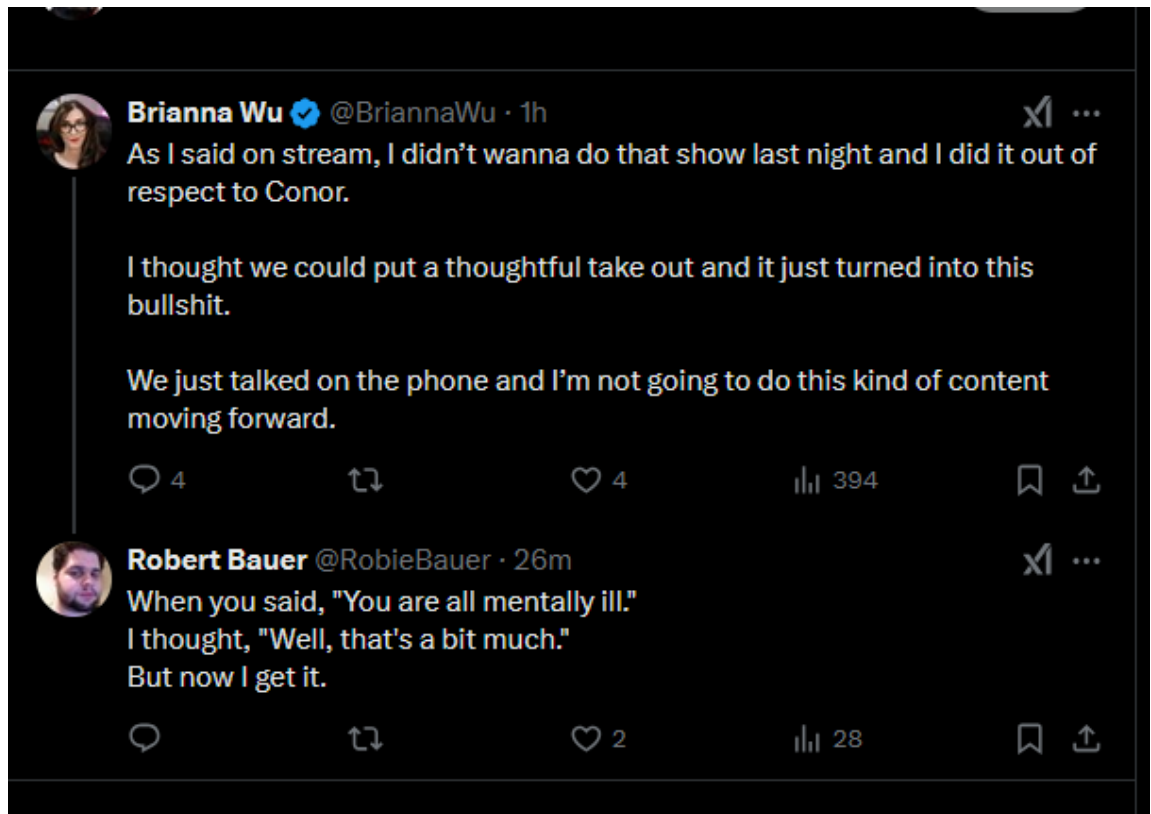 Brianna Wu @BriannaWu · 1h
As I said on stream, I didn’t wanna do that show last night and I did it out of
respect to Conor.
I thought we could put a thoughtful take out and it just turned into this
bullshit.
We just talked on the phone and I’m not going to do this kind of content
moving forward.
4 4 394
Robert Bauer @RobieBauer · 26m
When you said, "You are all mentally ill."
I thought, "Well, that's a bit much."
But now I get it.
2 28